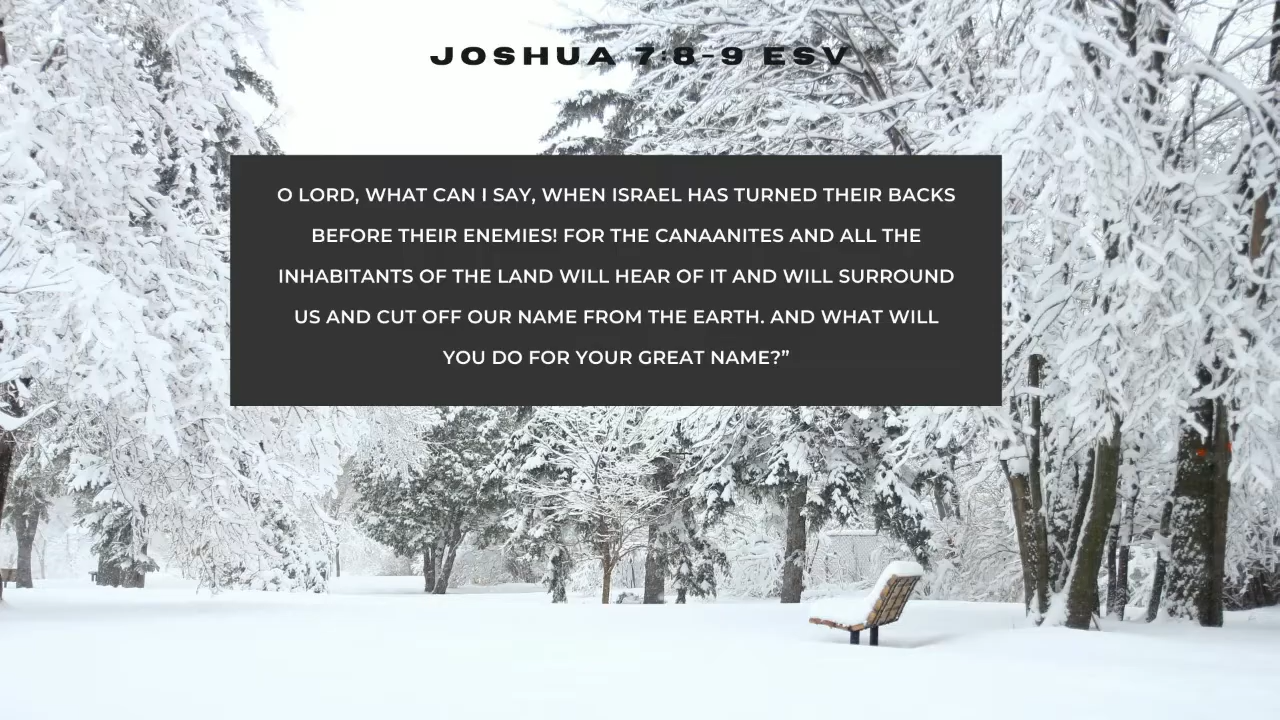 JOSHUA 7:8-9 ESV
O LORD, WHAT CAN I SAY, WHEN ISRAEL HAS TURNED THEIR BACKS
BEFORE THEIR ENEMIES! FOR THE CANAANITES AND ALL THE
INHABITANTS OF THE LAND WILL HEAR OF IT AND WILL SURROUND
US AND CUT OFF OUR NAME FROM THE EARTH. AND WHAT WILL
YOU DO FOR YOUR GREAT NAME?”